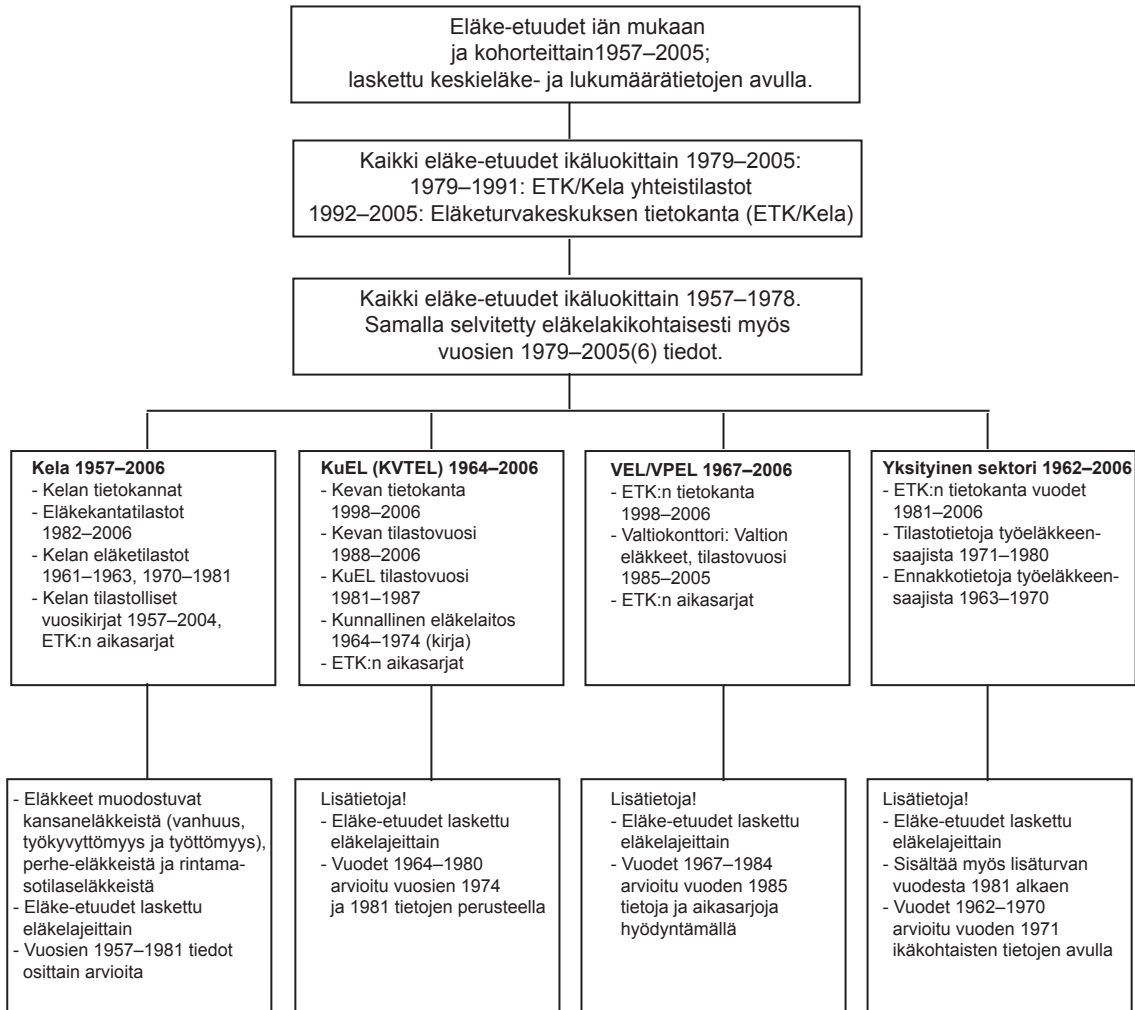 Eläke-etuudet iän mukaan
ja kohorteittain1957–2005;
laskettu keskieläke- ja lukumäärätietojen avulla.
Kaikki eläke-etuudet ikäluokittain 1979–2005:
1979–1991: ETK/Kela yhteistilastot
1992–2005: Eläketurvakeskuksen tietokanta (ETK/Kela)
Kaikki eläke-etuudet ikäluokittain 1957–1978.
Samalla selvitetty eläkelakikohtaisesti myös
vuosien 1979–2005(6) tiedot.
Kela 1957–2006
- Kelan tietokannat
- Eläkekantatilastot
1982–2006
- Kelan eläketilastot
1961–1963, 1970–1981
- Kelan tilastolliset
vuosikirjat 1957–2004,
ETK:n aikasarjat
KuEL (KVTEL) 1964–2006
- Kevan tietokanta
1998–2006
- Kevan tilastovuosi
1988–2006
- KuEL tilastovuosi
1981–1987
- Kunnallinen eläkelaitos
1964–1974 (kirja)
- ETK:n aikasarjat
VEL/VPEL 1967–2006
- ETK:n tietokanta
1998–2006
- Valtiokonttori: Valtion
eläkkeet, tilastovuosi
1985–2005
- ETK:n aikasarjat
Yksityinen sektori 1962–2006
- ETK:n tietokanta vuodet
1981–2006
- Tilastotietoja työeläkkeen-
saajista 1971–1980
- Ennakkotietoja työeläkkeen-
saajista 1963–1970
- Eläkkeet muodostuvat
kansaneläkkeistä (vanhuus,
työkyvyttömyys ja työttömyys),
perhe-eläkkeistä ja rintama-
sotilaseläkkeistä
- Eläke-etuudet laskettu
eläkelajeittain
- Vuosien 1957–1981 tiedot
osittain arvioita
Lisätietoja!
- Eläke-etuudet laskettu
eläkelajeittain
- Vuodet 1964–1980
arvioitu vuosien 1974
ja 1981 tietojen perusteella
Lisätietoja!
- Eläke-etuudet laskettu
eläkelajeittain
- Vuodet 1967–1984
arvioitu vuoden 1985
tietoja ja aikasarjoja
hyödyntämällä
Lisätietoja!
- Eläke-etuudet laskettu
eläkelajeittain
- Sisältää myös lisäturvan
vuodesta 1981 alkaen
- Vuodet 1962–1970
arvioitu vuoden 1971
ikäkohtaisten tietojen avulla